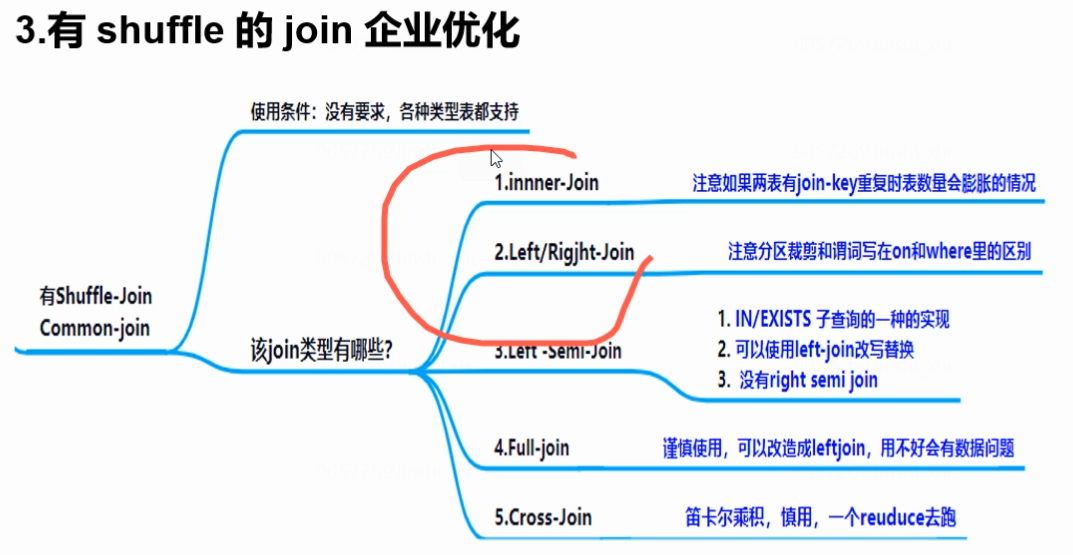 3.有 shuffle 的 join 企业优化
使用条件：没有要求，各种类型表都支持
1.innner-Join
注意如果两表有join-key重复时表数量会膨胀的情况
2.Left/Rigjht-Join
注意分区裁剪和谓词写在on和where里的区别
有Shuffle-Join
Common-join
该join类型有哪些?
1. IN/EXISTS 子查询的一种的实现
3.Left -Semi-Join
2. 可以使用left-join改写替换
3. 没有right semi join
4.Full-join
谨慎使用，可以改造成leftjoin，用不好会有数据问题
5.Cross-Join
笛卡尔乘积，慎用，一个reuduce去跑